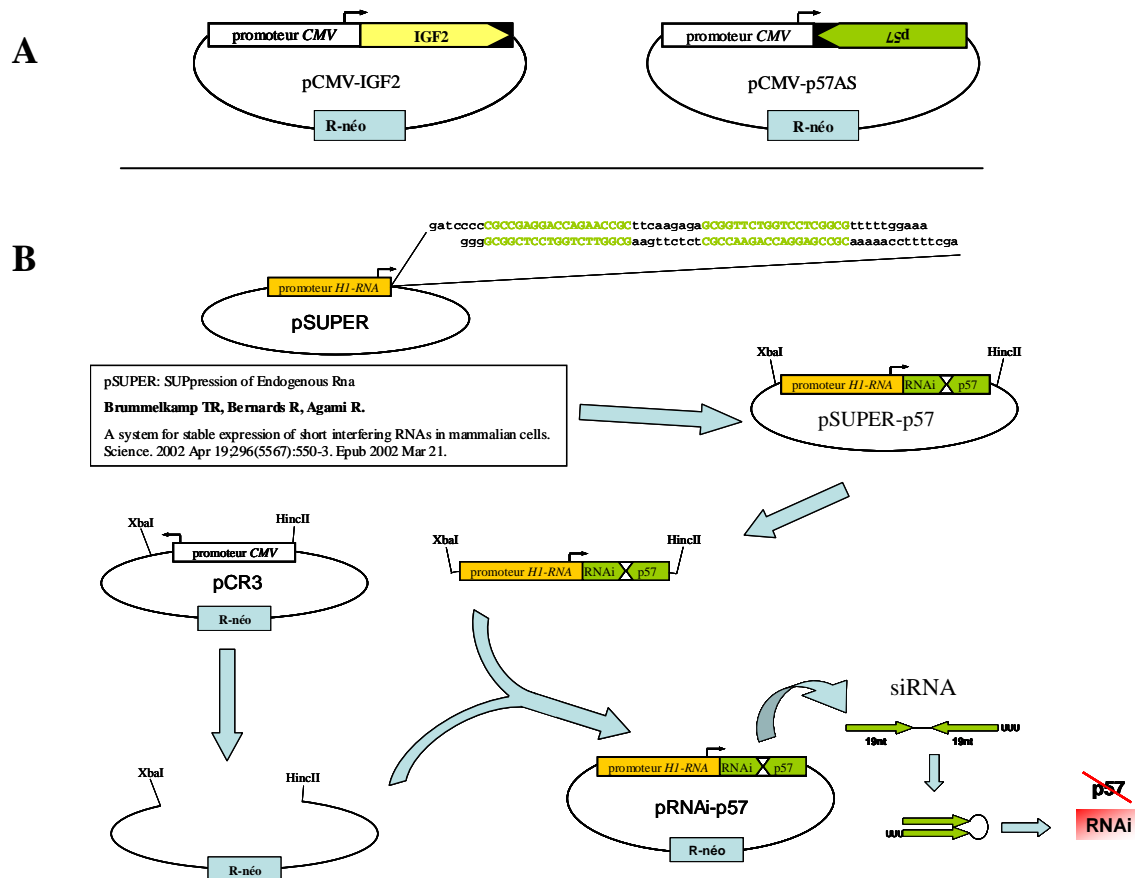 A
promoteur CMV
IGF2
pCMV-IGF2
R-néo
promoteur CMV
p57
pCMV-p57AS
R-néo
B
gatccccCGCCGAGGACCAGAACCGCttcaagagaGCGGTTCTGGTCCTCGGCGtttttggaaa
gggGCGGCTCCTGGTCTTGGCGaagttctctCGCCAAGACCAGGAGCCGCaaaaaccttttcga
promoteur H1-RNA
pSUPER
pSUPER: SUPpression of Endogenous Rna
Brummelkamp TR, Bernards R, Agami R.
A system for stable expression of short interfering RNAs in mammalian cells.
Science. 2002 Apr 19;296(5567):550-3. Epub 2002 Mar 21.
XbaI
HincII
promoteur H1-RNA
RNAi
p57
pSUPER-p57
XbaI
HincII
promoteur CMV
pCR3
R-néo
XbaI
HincII
promoteur H1-RNA
RNAi
p57
XbaI
HincII
R-néo
promoteur H1-RNA
RNAi
p57
pRNAi-p57
R-néo
siRNA
19nt
19nt
UUU
UUU
p57
RNAi